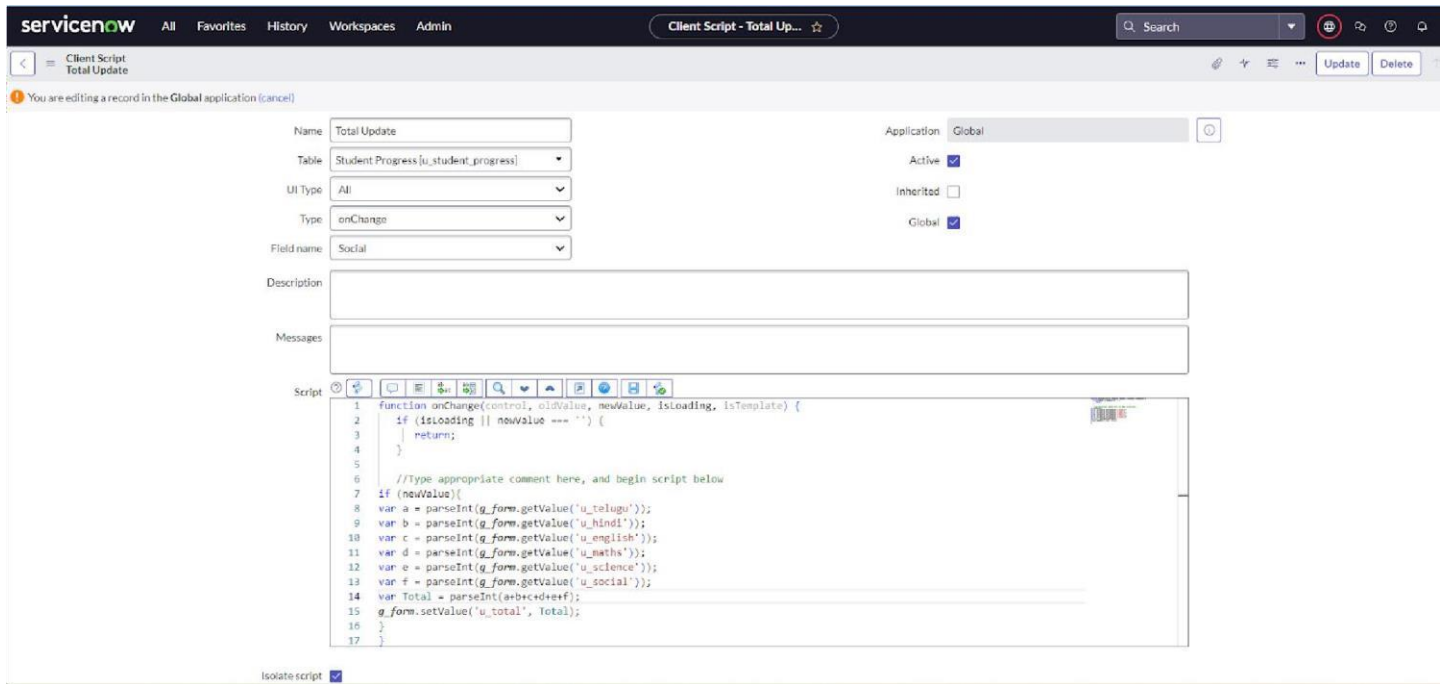 servicenow All Favorites History Workspaces Admin Client Script - Total Up... Search
Client Script
Total Update
Update Delete
You are editing a record in the Global application (cancel)
Name Total Update Application Global
Table Student Progress [u_student_progress] Active
UI Type All Inherited
Type onChange Global
Field name Social
Description
Messages
Script
1 function onChange(control, oldValue, newValue, isLoading, isTemplate) {
2 if (isLoading || newValue === '') {
3 return;
4 }
5
6 //Type appropriate comment here, and begin script below
7 if (newValue){
8 var a = parseInt(g_form.getValue('u_telugu'));
9 var b = parseInt(g_form.getValue('u_hindi'));
10 var c = parseInt(g_form.getValue('u_english'));
11 var d = parseInt(g_form.getValue('u_maths'));
12 var e = parseInt(g_form.getValue('u_science'));
13 var f = parseInt(g_form.getValue('u_social'));
14 var Total = parseInt(a+b+c+d+e+f);
15 g_form.setValue('u_total', Total);
16 }
17 }
Isolate script